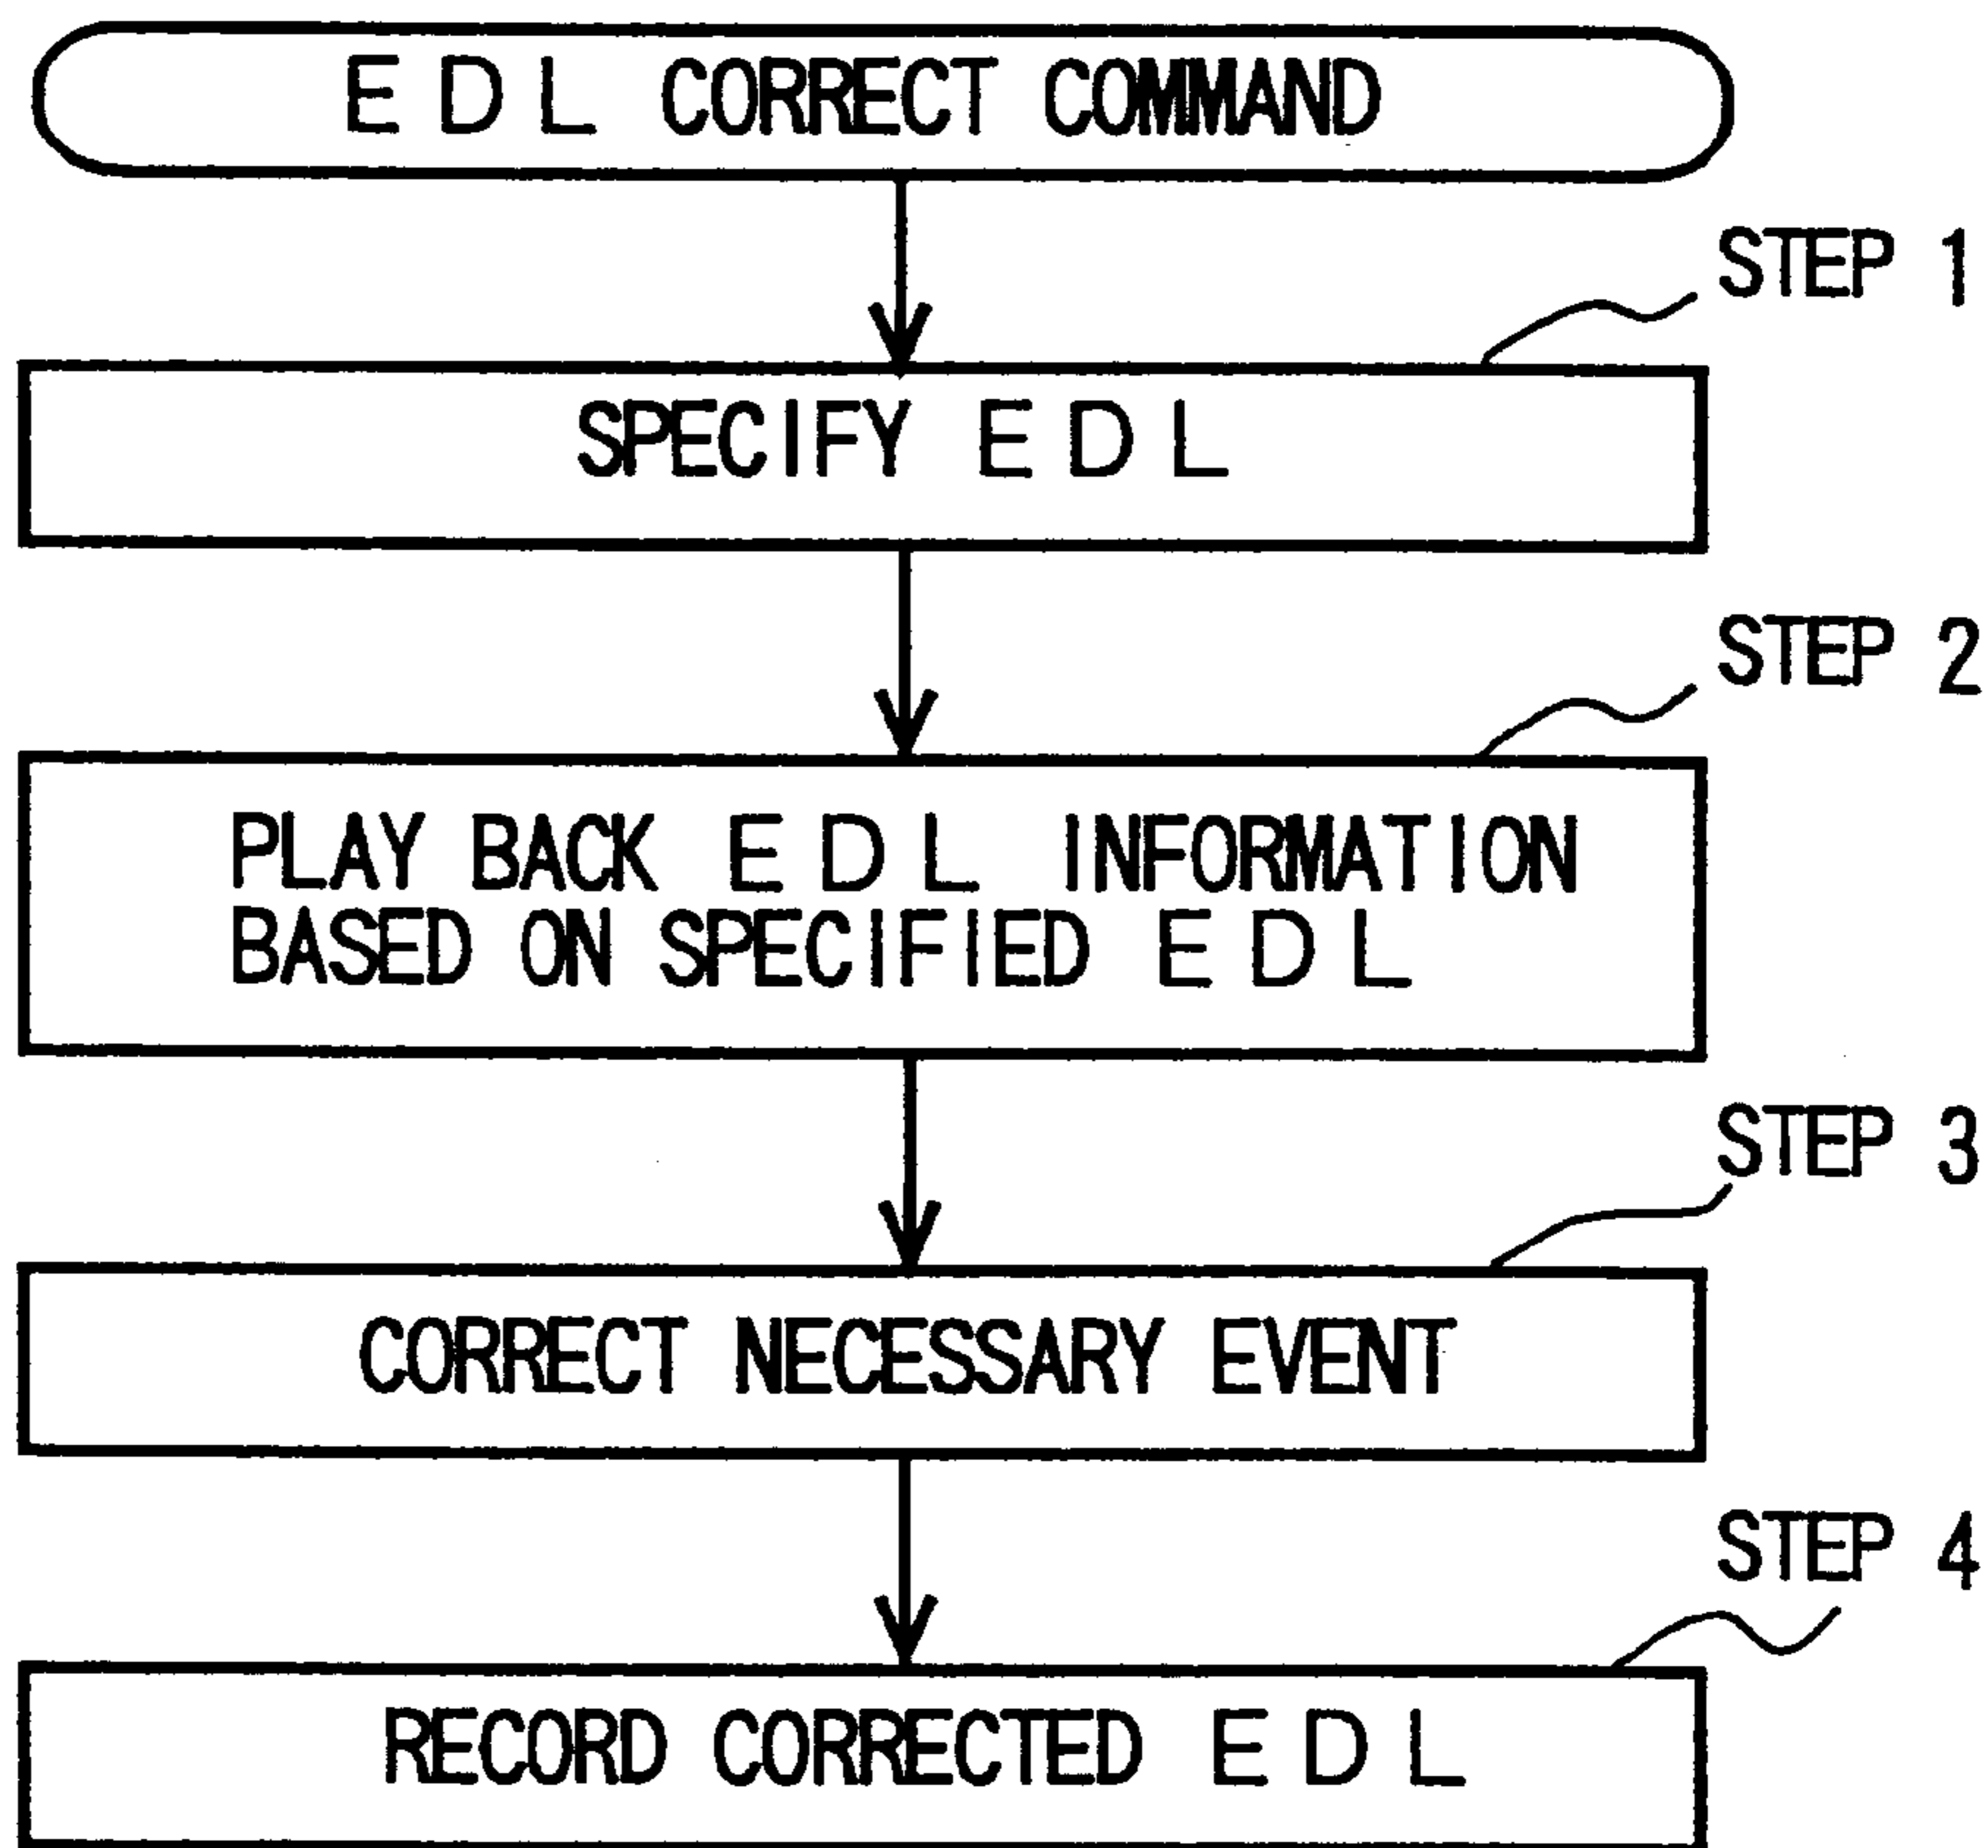 E D L CORRECT COMMAND
STEP 1
SPECIFY E D L
STEP 2
PLAY BACK E D L INFORMATION
BASED ON SPECIFIED E D L
STEP 3
CORRECT NECESSARY EVENT
STEP 4
RECORD CORRECTED E D L